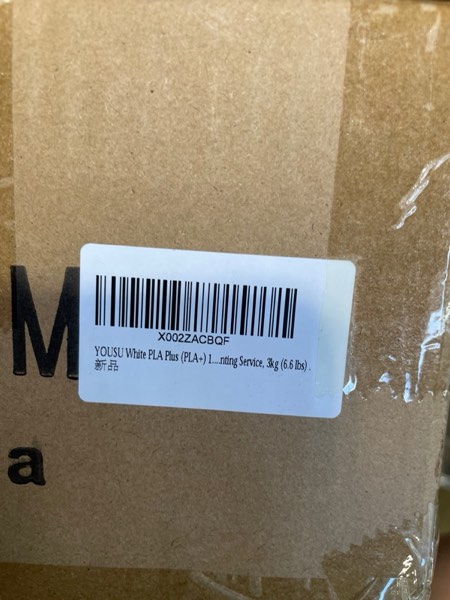 M
X002ZACBQF
YOUSU White PLA Plus (PLA+) 1....nting Service, 3kg (6.6 lbs) .
新品
a